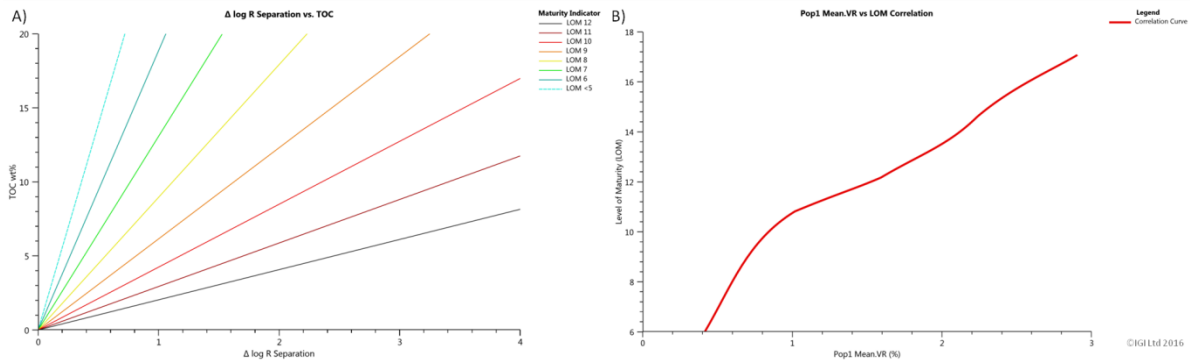 A)
Δ log R Separation vs. TOC
Maturity Indicator
LOM 12
LOM 11
LOM 10
LOM 9
LOM 8
LOM 7
LOM 6
LOM <5
TOC wt%
20
15
10
5
0
0 1 2 3 4
Δ log R Separation
B)
Pop1 Mean.VR vs LOM Correlation
Legend
Correlation Curve
Level of Maturity (LOM)
18
16
14
12
10
8
6
0 1 2 3
Pop1 Mean.VR (%)
©IGI Ltd 2016